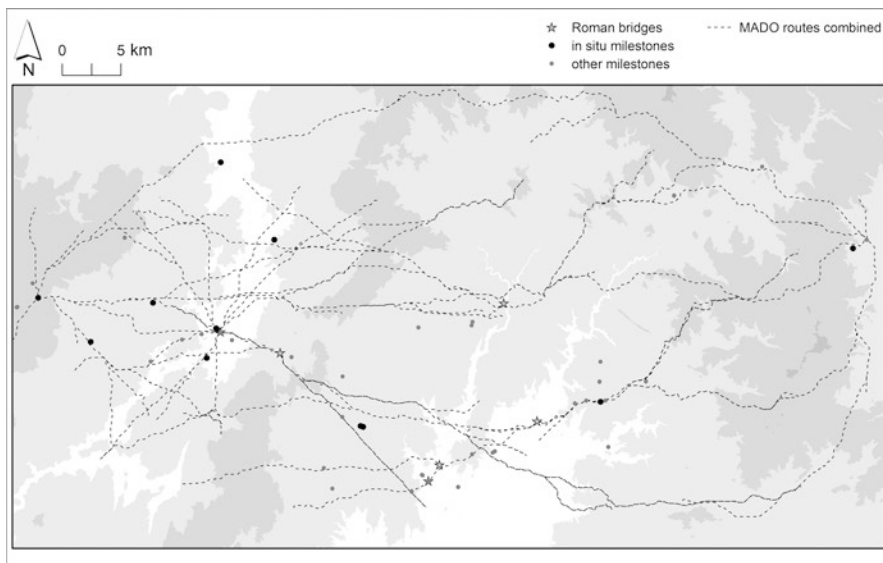 N
0 5 km
Roman bridges
in situ milestones
other milestones
MADO routes combined